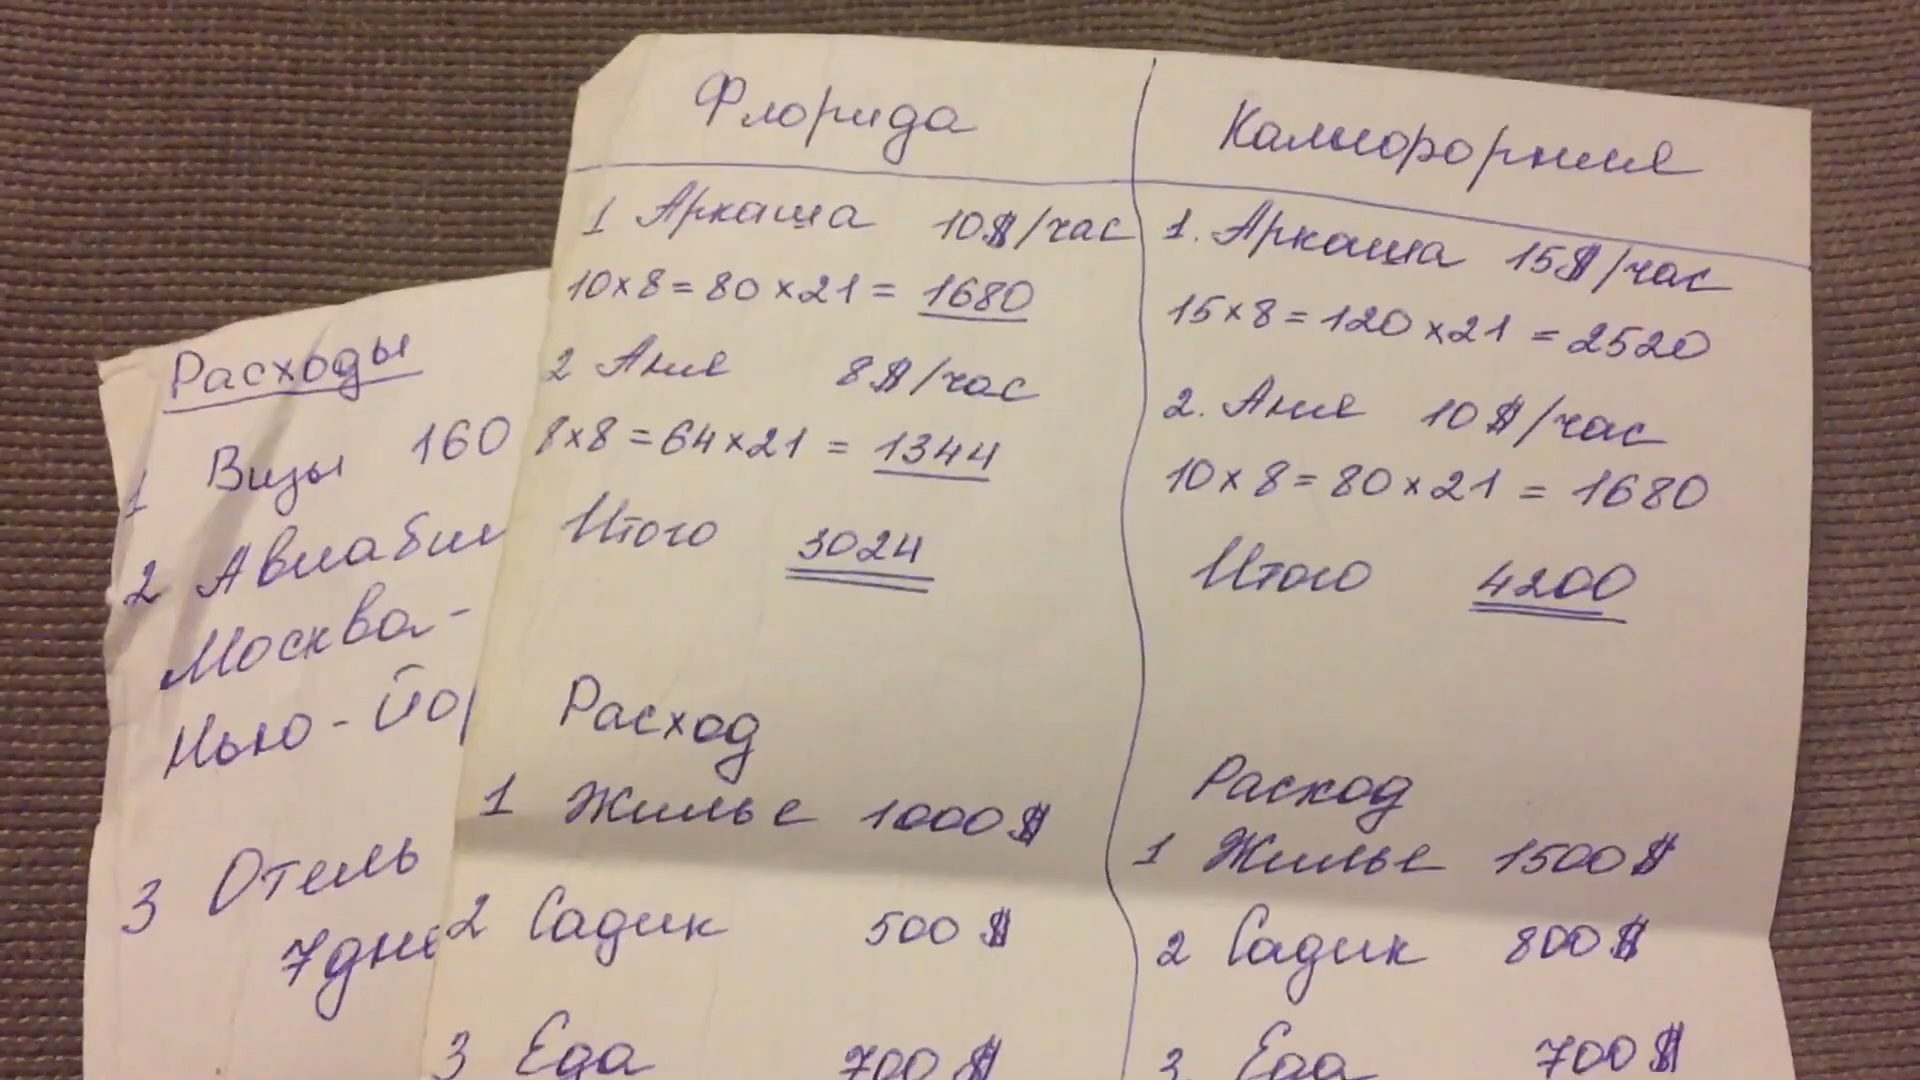 Расходы
1 Визы 160
2 Авиабил
Москва-
Нью-Йор
3 Отель
7дне
Флорида
1 Аркаша 10$/час
10×8=80×21=1680
2 Аня 8$/час
8×8=64×21=1344
Итого 3024
Расход
1 Жилье 1000$
2 Садик 500$
3 Еда 700$
Калифорния
1. Аркаша 15$/час
15×8=120×21=2520
2. Аня 10$/час
10×8=80×21=1680
Итого 4200
Расход
1 Жилье 1500$
2 Садик 800$
3. Еда 700$